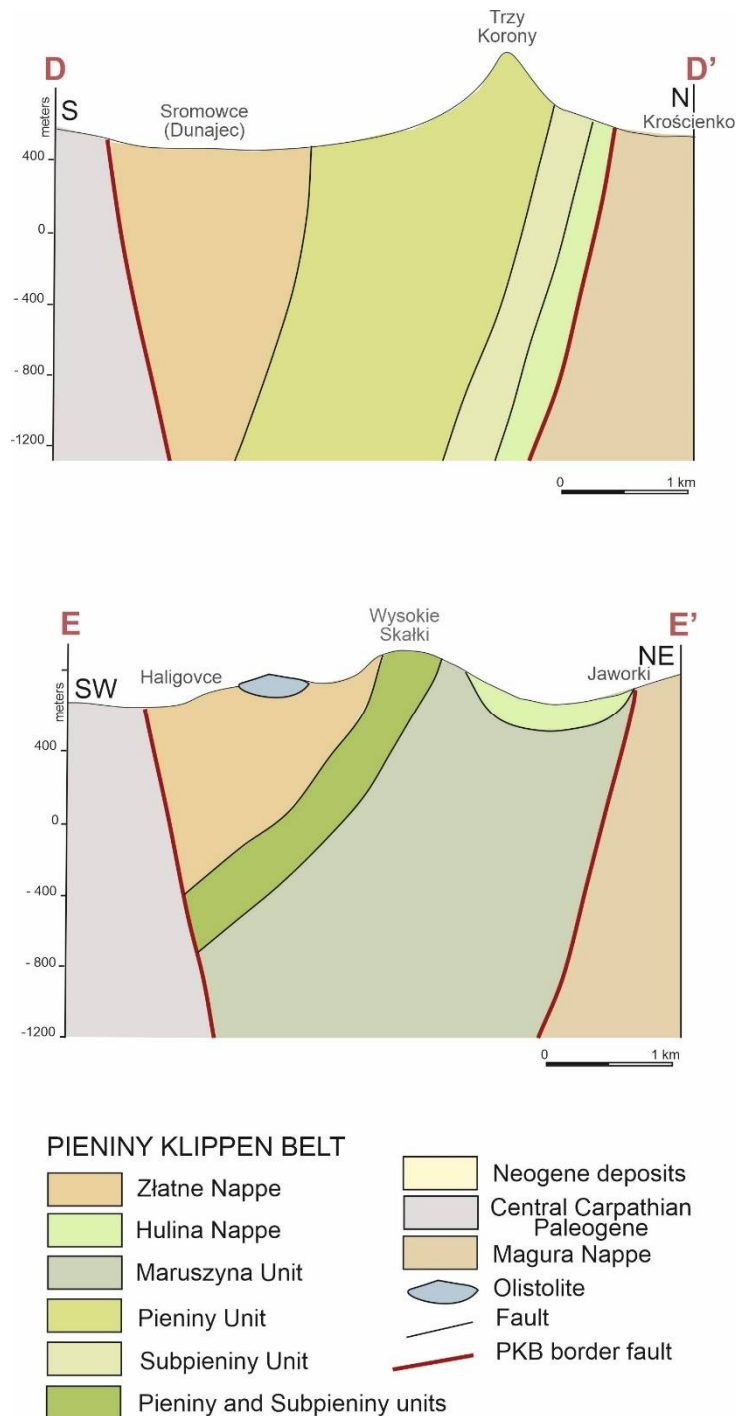 Trzy
Korony
D
D’
meters
S
Sromowce
(Dunajec)
N
Krościenko
400
0
- 400
- 800
-1200
0
1 km
E
E’
Wysokie
Skałki
meters
SW
Haligovce
Jaworki
NE
400
0
- 400
- 800
-1200
0
1 km
PIENINY KLIPPEN BELT
Złatne Nappe
Hulina Nappe
Maruszyna Unit
Pieniny Unit
Subpieniny Unit
Pieniny and Subpieniny units
Neogene deposits
Central Carpathian
Paleogene
Magura Nappe
Olistolite
Fault
PKB border fault